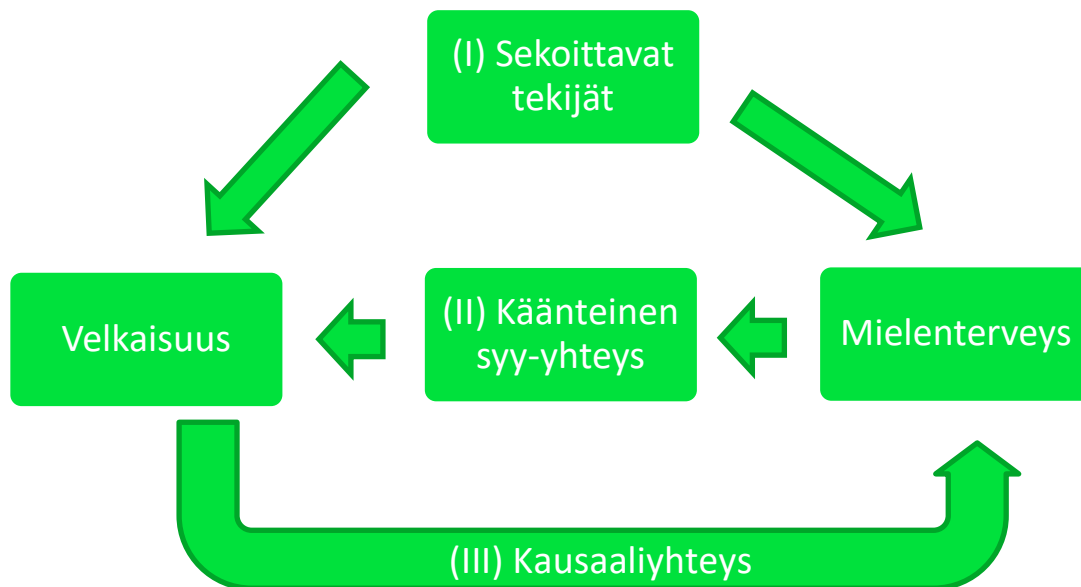 (I) Sekoittavat
tekijät
Velkaisuus
(II) Käänteinen
syy-yhteys
Mielenterveys
(III) Kausaaliyhteys